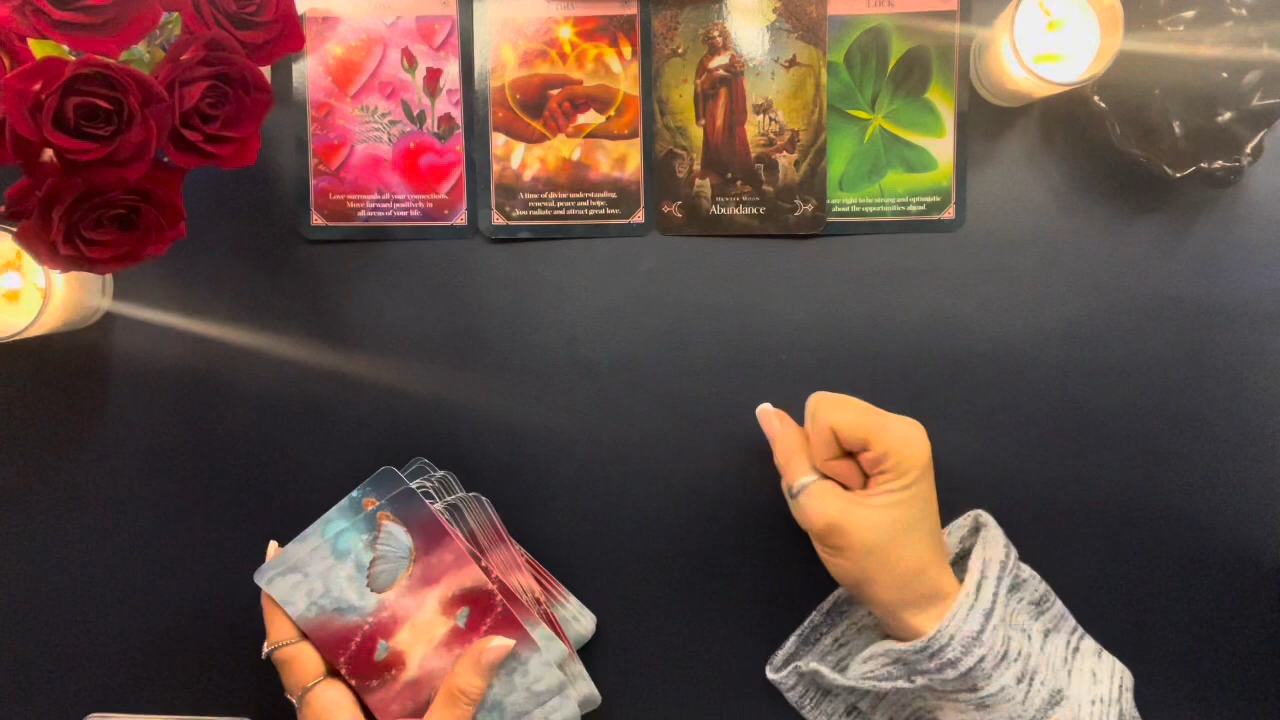 Love surrounds all your connections.
Move forward positively in
all areas of your life.
A time of divine understanding,
renewal, peace and hope.
You radiate and attract great love.
HUNTER MOON
Abundance
Luck
are right to be strong and optimistic
about the opportunities ahead.